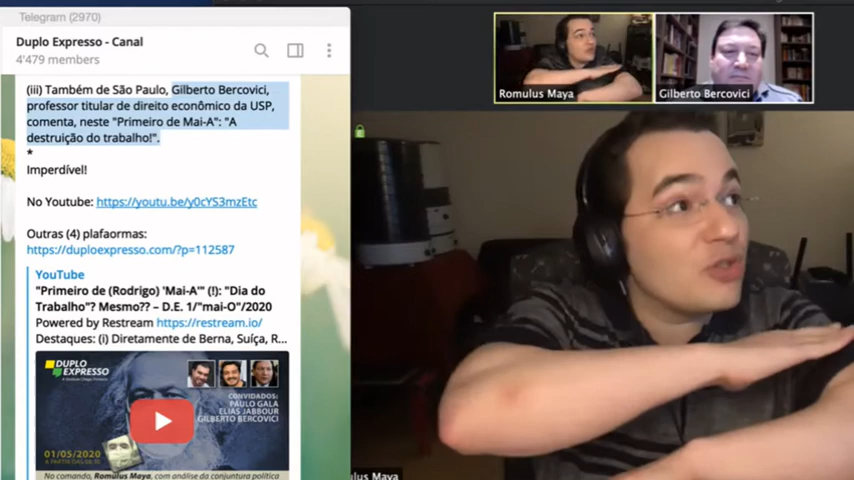 Telegram (2970)
Duplo Expresso - Canal
4'479 members
(iii) Também de São Paulo, Gilberto Bercovici,
professor titular de direito econômico da USP,
comenta, neste "Primeiro de Mai-A": "A
destruição do trabalho!".
*
Imperdível!
No Youtube: https://youtu.be/y0cYS3mzEtc
Outras (4) plafaormas:
https://duploexpresso.com/?p=112587
YouTube
"Primeiro de (Rodrigo) 'Mai-A'" (!): "Dia do
Trabalho"? Mesmo?? – D.E. 1/"mai-O"/2020
Powered by Restream https://restream.io/
Destaques: (i) Diretamente de Berna, Suíça, R...
DUPLO
EXPRESSO
CONVIDADOS:
PAULO GALA
ELIAS JABBOUR
GILBERTO BERCOVICI
01/05/2020
No comando, Romulus Maya, com análise da conjuntura política
Romulus Maya
Gilberto Bercovici
ulus Maya